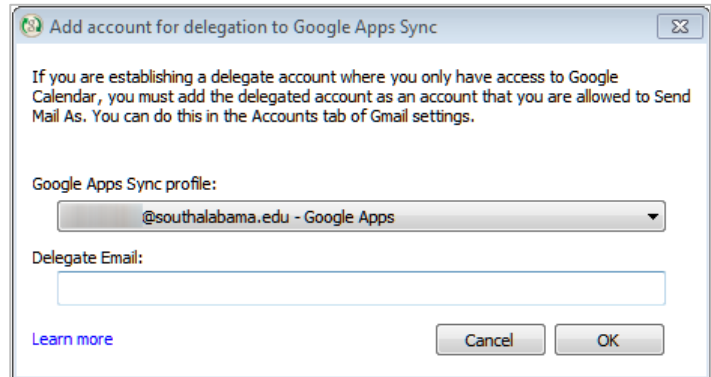 Add account for delegation to Google Apps Sync
If you are establishing a delegate account where you only have access to Google
Calendar, you must add the delegated account as an account that you are allowed to Send
Mail As. You can do this in the Accounts tab of Gmail settings.
Google Apps Sync profile:
@southalabama.edu - Google Apps
Delegate Email:
Learn more
Cancel
OK